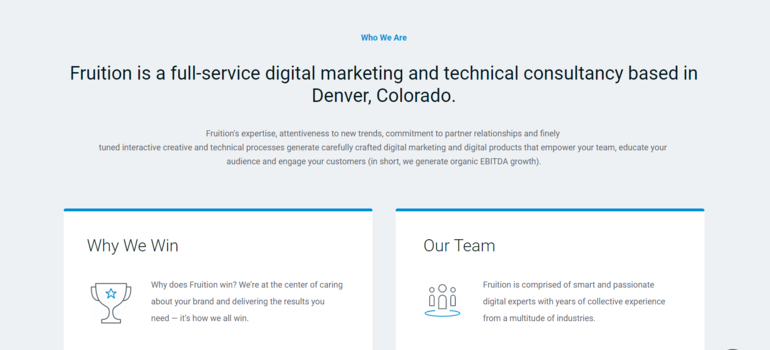 Who We Are
Fruition is a full-service digital marketing and technical consultancy based in
Denver, Colorado.
Fruition's expertise, attentiveness to new trends, commitment to partner relationships and finely
tuned interactive creative and technical processes generate carefully crafted digital marketing and digital products that empower your team, educate your
audience and engage your customers (in short, we generate organic EBITDA growth).
Why We Win
Why does Fruition win? We're at the center of caring
about your brand and delivering the results you
need — it's how we all win.
Our Team
Fruition is comprised of smart and passionate
digital experts with years of collective experience
from a multitude of industries.